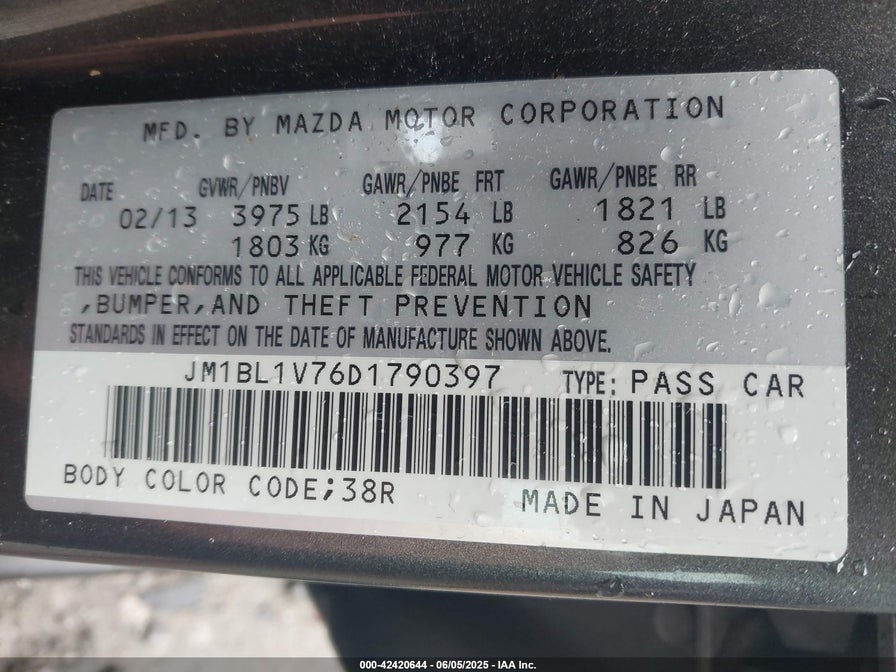 MFD. BY MAZDA MOTOR CORPORATION
DATE GVWR/PNBV GAWR/PNBE FRT GAWR/PNBE RR
02/13 3975 LB 2154 LB 1821 LB
1803 KG 977 KG 826 KG
THIS VEHICLE CONFORMS TO ALL APPLICABLE FEDERAL MOTOR VEHICLE SAFETY
,BUMPER,AND THEFT PREVENTION
STANDARDS IN EFFECT ON THE DATE OF MANUFACTURE SHOWN ABOVE.
JM1BL1V76D1790397 TYPE: PASS CAR
BODY COLOR CODE;38R MADE IN JAPAN
000-42420644 - 06/05/2025 - IAA Inc.